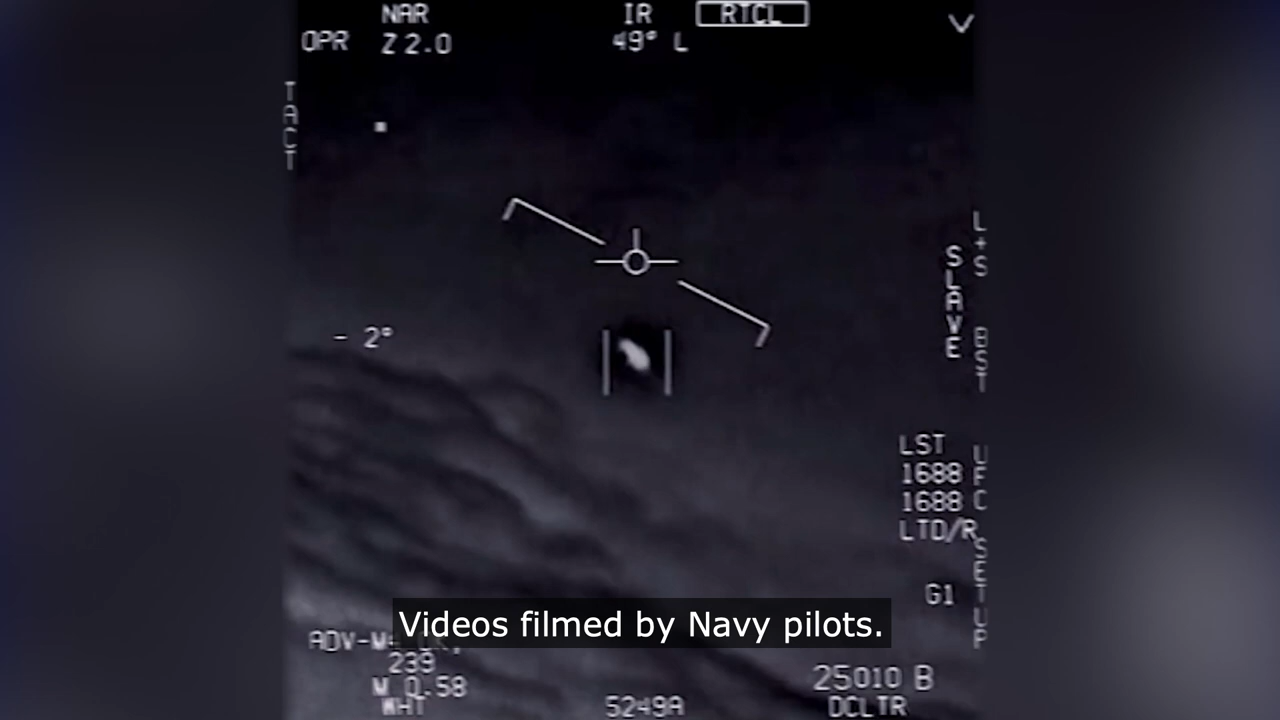 NAR IR RTCL
OPR Z 2.0 49° L
TACT
L+S
SLAVE
- 2°
BST
LST
1688
1688
UFC
LTD/R
SETUP
G1
Videos filmed by Navy pilots.
239
M 0.58
25010 B
WHT 5249A DCLTR